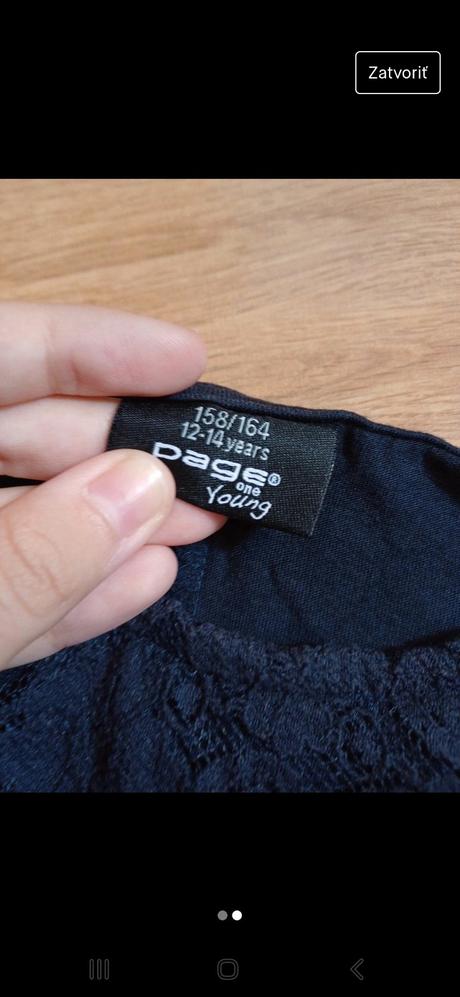 Zatvoriť
158/164
12-14 years
page®
one
Young